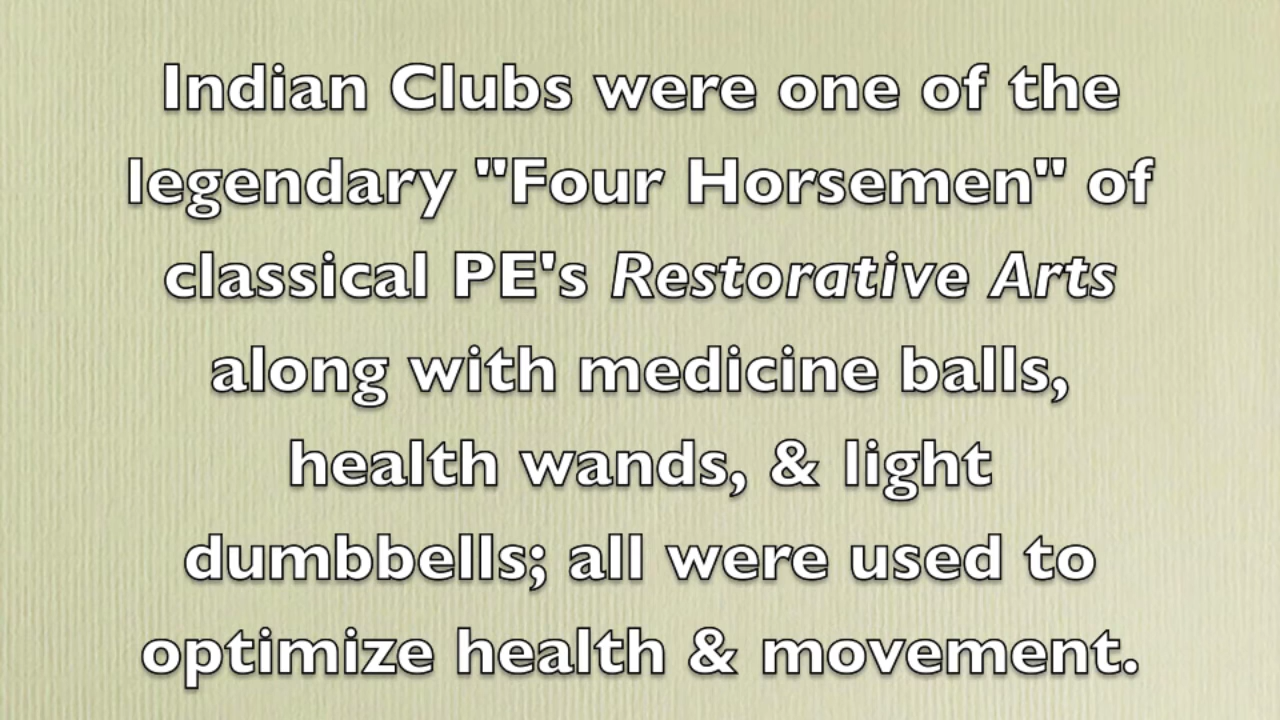 Indian Clubs were one of the
legendary "Four Horsemen" of
classical PE's Restorative Arts
along with medicine balls,
health wands, & light
dumbbells; all were used to
optimize health & movement.